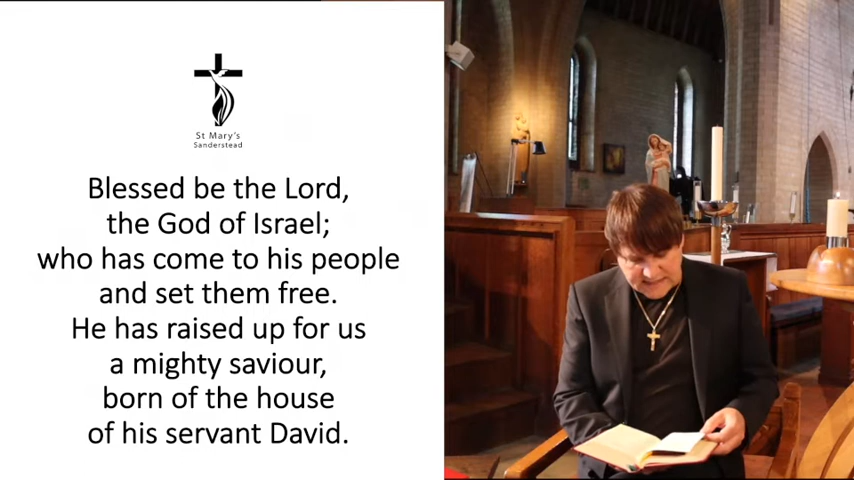 St Mary's
Sanderstead
Blessed be the Lord,
the God of Israel;
who has come to his people
and set them free.
He has raised up for us
a mighty saviour,
born of the house
of his servant David.